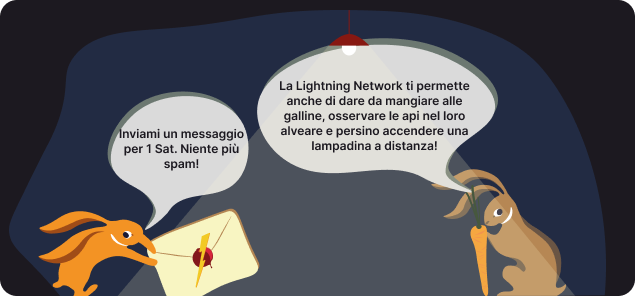 Inviami un messaggio
per 1 Sat. Niente più
spam!
La Lightning Network ti permette
anche di dare da mangiare alle
galline, osservare le api nel loro
alveare e persino accendere una
lampadina a distanza!